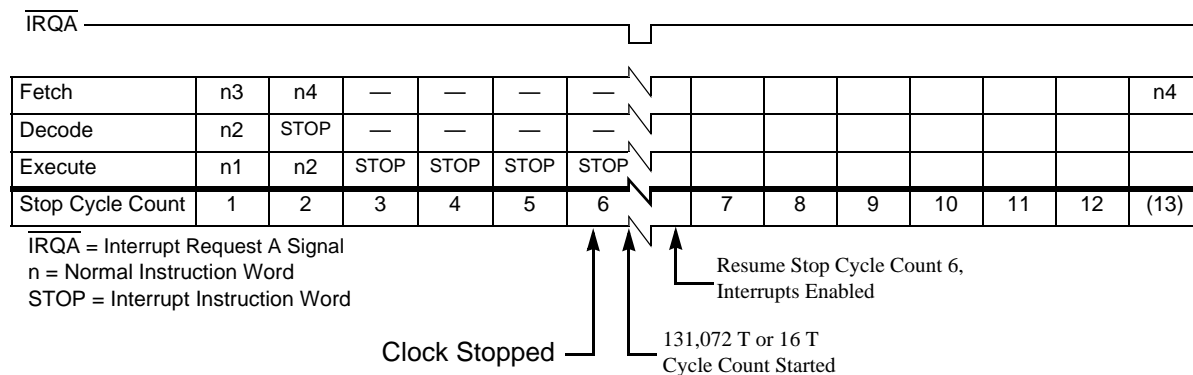 IRQA
Fetch n3 n4 — — — — n4
Decode n2 STOP — — — —
Execute n1 n2 STOP STOP STOP STOP
Stop Cycle Count 1 2 3 4 5 6 7 8 9 10 11 12 (13)
IRQA = Interrupt Request A Signal
n = Normal Instruction Word
STOP = Interrupt Instruction Word
Resume Stop Cycle Count 6,
Interrupts Enabled
Clock Stopped
131,072 T or 16 T
Cycle Count Started